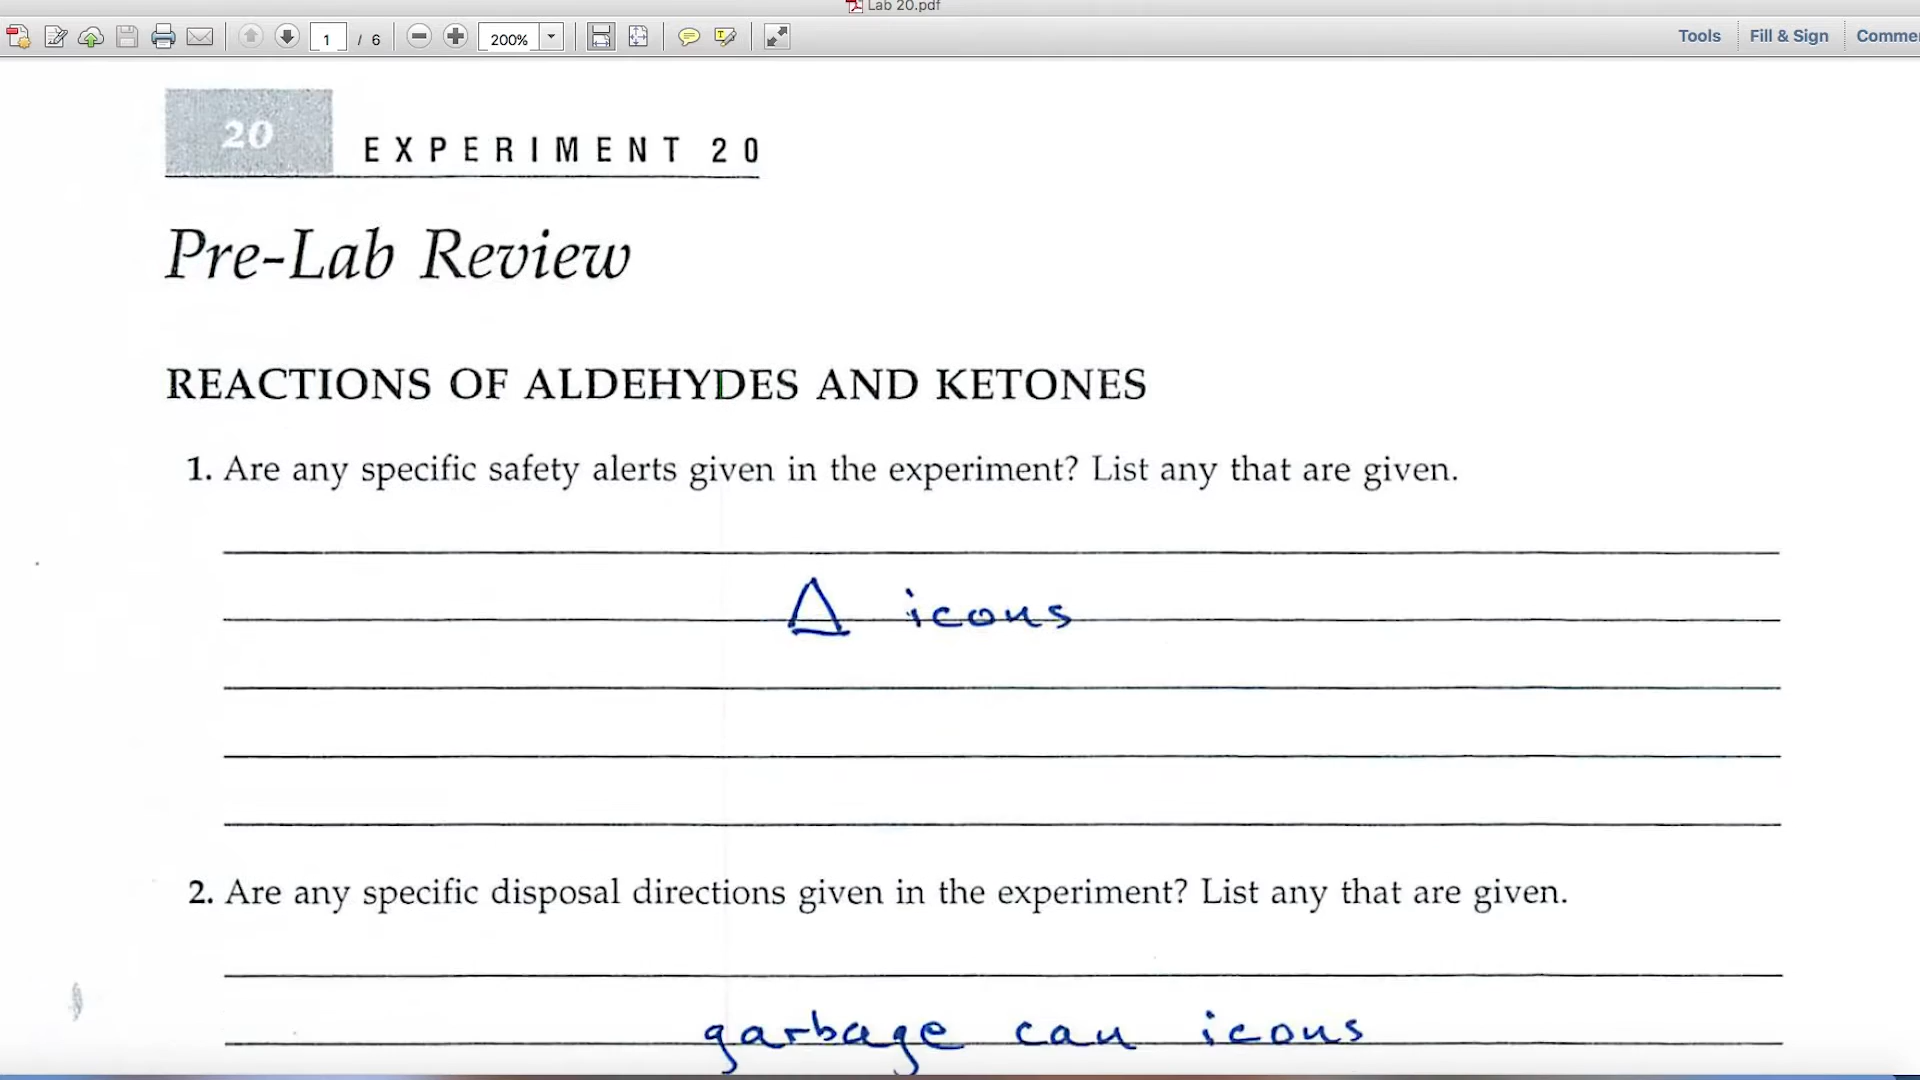 Lab 20.pdf
1 / 6 200% Tools Fill & Sign
20 EXPERIMENT 20
Pre-Lab Review
REACTIONS OF ALDEHYDES AND KETONES
1. Are any specific safety alerts given in the experiment? List any that are given.
Δ icons
2. Are any specific disposal directions given in the experiment? List any that are given.
garbage can icons